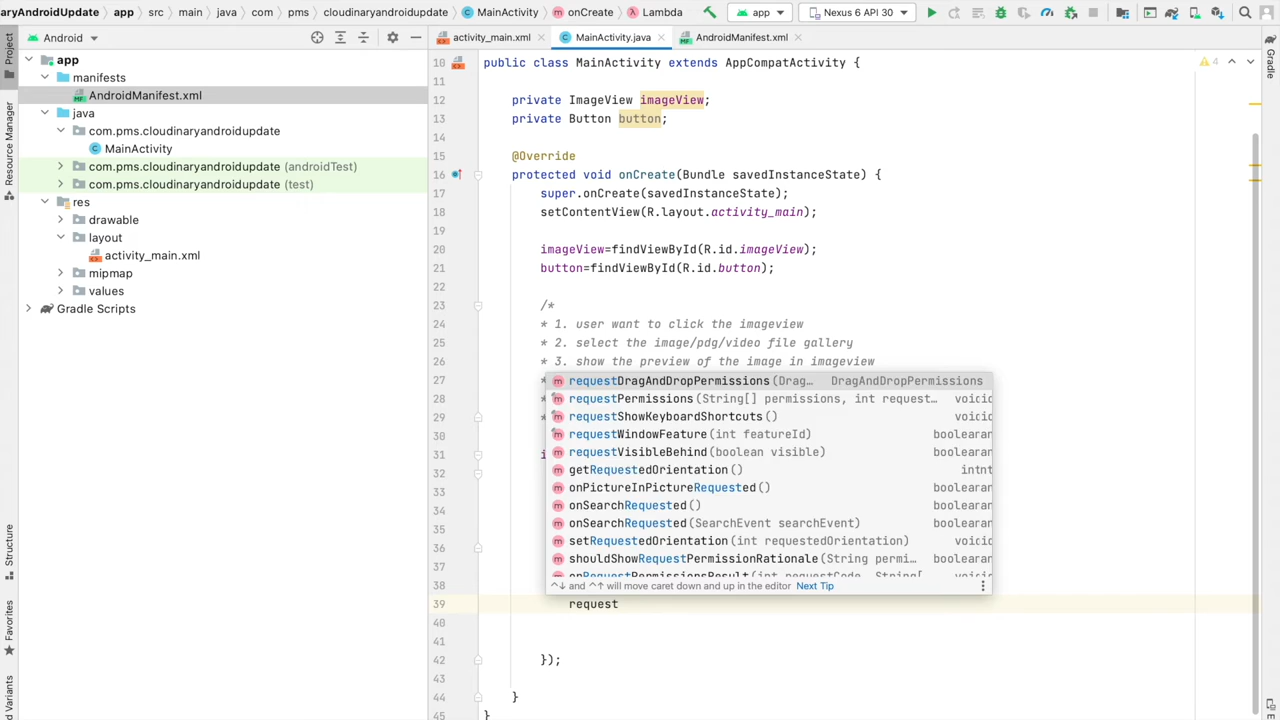 aryAndroidUpdate app src main java com pms cloudinaryandroidupdate MainActivity onCreate Lambda app Nexus 6 API 30
Android
activity_main.xml MainActivity.java AndroidManifest.xml
Project
Resource Manager
Structure
Favorites
d Variants
Gradle
app
manifests
AndroidManifest.xml
java
com.pms.cloudinaryandroidupdate
MainActivity
com.pms.cloudinaryandroidupdate (androidTest)
com.pms.cloudinaryandroidupdate (test)
res
drawable
layout
activity_main.xml
mipmap
values
Gradle Scripts
4
10 public class MainActivity extends AppCompatActivity {
11
12 private ImageView imageView;
13 private Button button;
14
15 @Override
16 protected void onCreate(Bundle savedInstanceState) {
17 super.onCreate(savedInstanceState);
18 setContentView(R.layout.activity_main);
19
20 imageView=findViewById(R.id.imageView);
21 button=findViewById(R.id.button);
22
23 /*
24 * 1. user want to click the imageview
25 * 2. select the image/pdg/video file gallery
26 * 3. show the preview of the image in imageview
27 *
28 *
29 *
30
31 i
32
33
34
35
36
37
38
39 request
40
41
42 });
43
44 }
45 }
requestDragAndDropPermissions(Drag… DragAndDropPermissions
requestPermissions(String[] permissions, int request…
requestShowKeyboardShortcuts()
requestWindowFeature(int featureId)
requestVisibleBehind(boolean visible)
getRequestedOrientation()
onPictureInPictureRequested()
onSearchRequested()
onSearchRequested(SearchEvent searchEvent)
setRequestedOrientation(int requestedOrientation)
shouldShowRequestPermissionRationale(String permi…
onRequestPermissionsResult(int requestCode, String[
^↓ and ^↑ will move caret down and up in the editor Next Tip